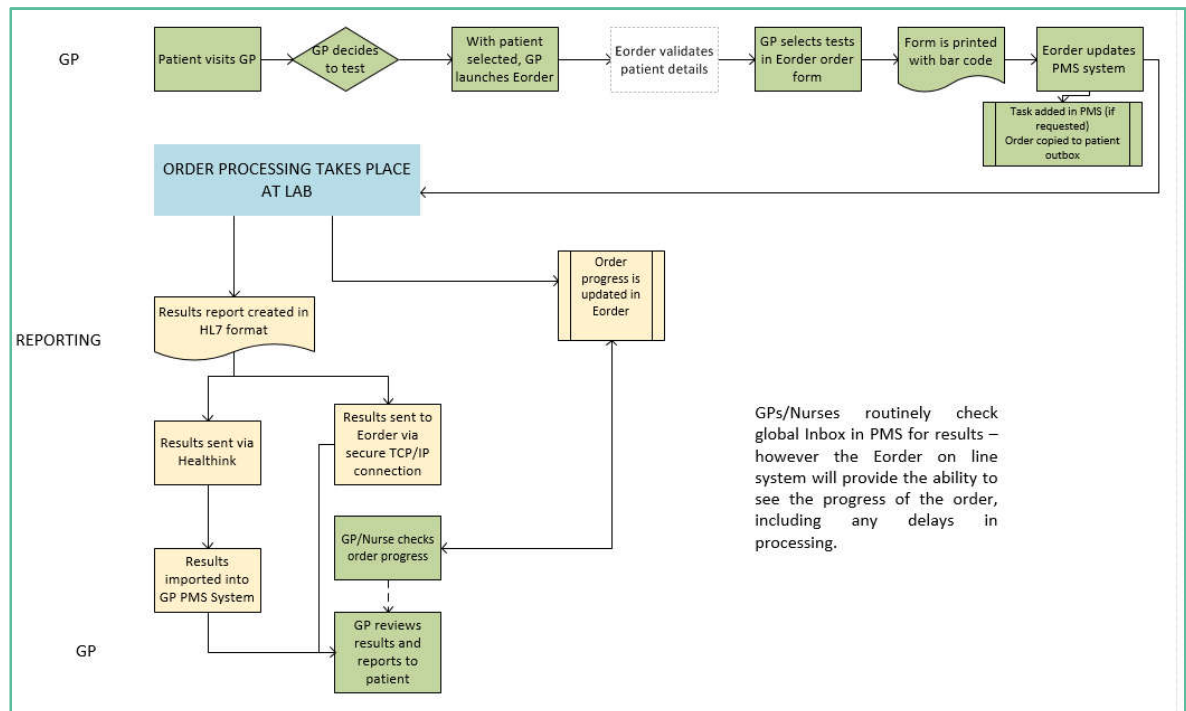 GP
Patient visits GP
GP decides
to test
With patient
selected, GP
launches Eorder
Eorder validates
patient details
GP selects tests
in Eorder order
form
Form is printed
with bar code
Eorder updates
PMS system
Task added in PMS (if
requested)
Order copied to patient
outbox
ORDER PROCESSING TAKES PLACE
AT LAB
Order
progress is
updated in
Eorder
REPORTING
Results report created in
HL7 format
Results sent via
Healthink
Results sent to
Eorder via
secure TCP/IP
connection
GPs/Nurses routinely check
global Inbox in PMS for results –
however the Eorder on line
system will provide the ability to
see the progress of the order,
including any delays in
processing.
GP/Nurse checks
order progress
Results
imported into
GP PMS System
GP
GP reviews
results and
reports to
patient